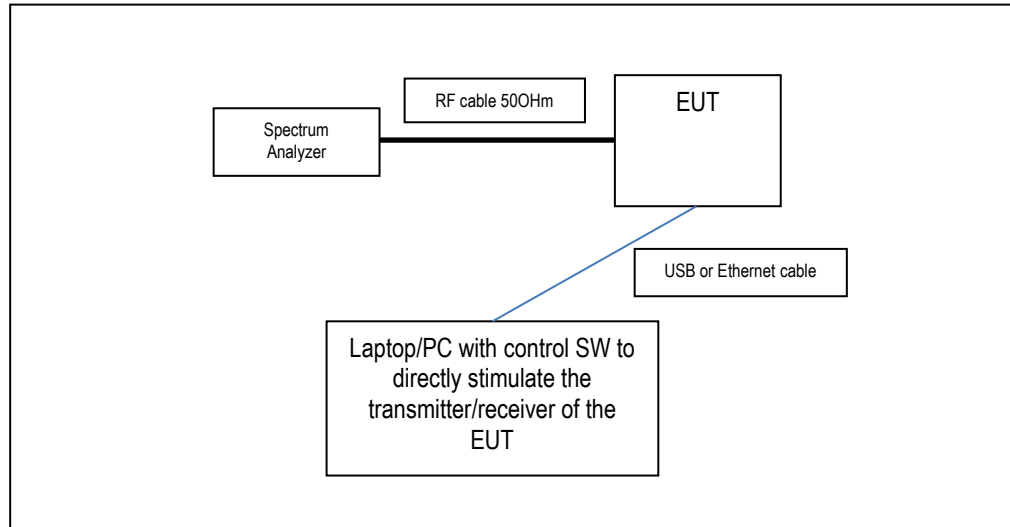 RF cable 50OHm
EUT
Spectrum
Analyzer
USB or Ethernet cable
Laptop/PC with control SW to
directly stimulate the
transmitter/receiver of the
EUT